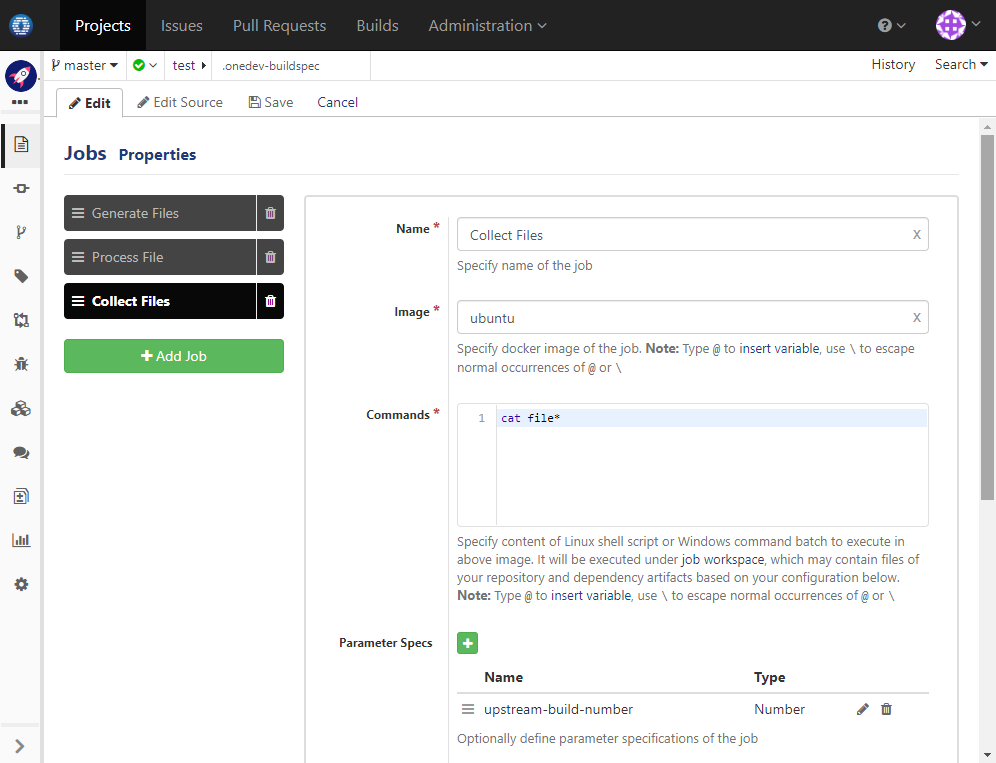 Projects Issues Pull Requests Builds Administration
master test .onedev-buildspec History Search
Edit Edit Source Save Cancel
Jobs Properties
Generate Files
Process File
Collect Files
Add Job
Name *
Collect Files x
Specify name of the job
Image *
ubuntu x
Specify docker image of the job. Note: Type @ to insert variable, use \ to escape
normal occurrences of @ or \
Commands *
1 cat file*
Specify content of Linux shell script or Windows command batch to execute in
above image. It will be executed under job workspace, which may contain files of
your repository and dependency artifacts based on your configuration below.
Note: Type @ to insert variable, use \ to escape normal occurrences of @ or \
Parameter Specs
Name Type
upstream-build-number Number
Optionally define parameter specifications of the job